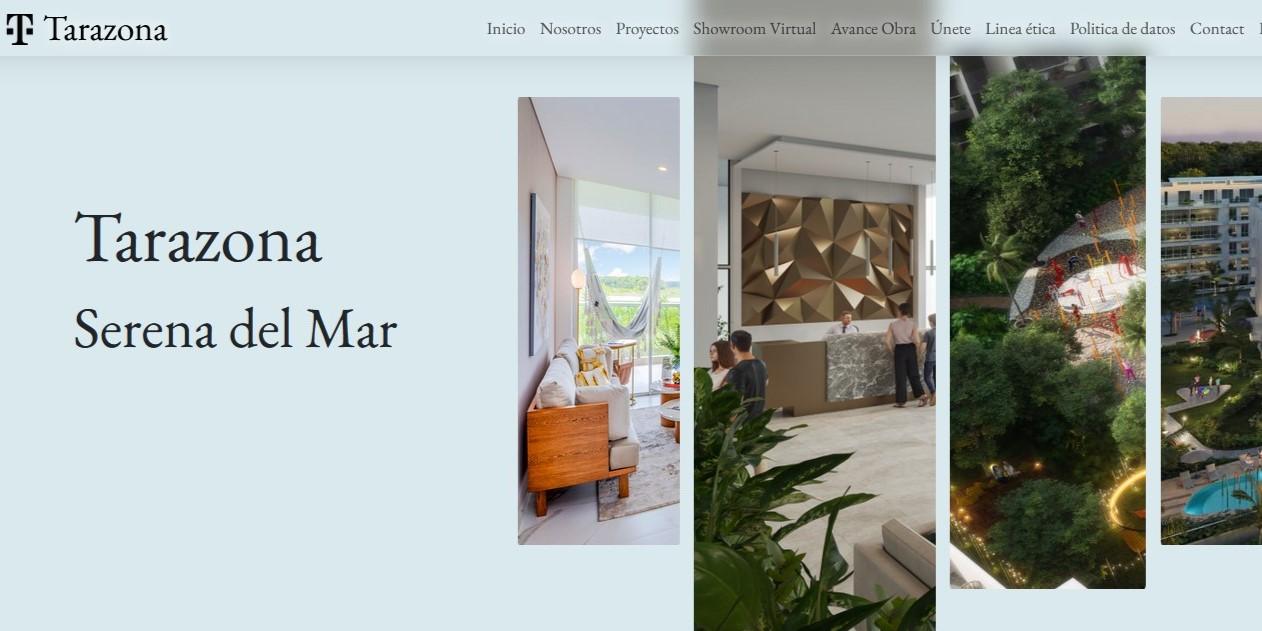 Tarazona
Inicio Nosotros Proyectos Showroom Virtual Avance Obra Únete Linea ética Politica de datos Contact
Tarazona
Serena del Mar